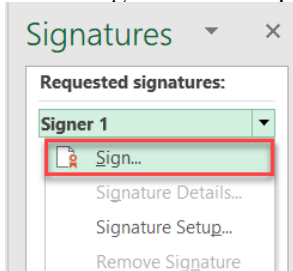 Signatures
Requested signatures:
Signer 1
Sign...
Signature Details...
Signature Setup...
Remove Signature